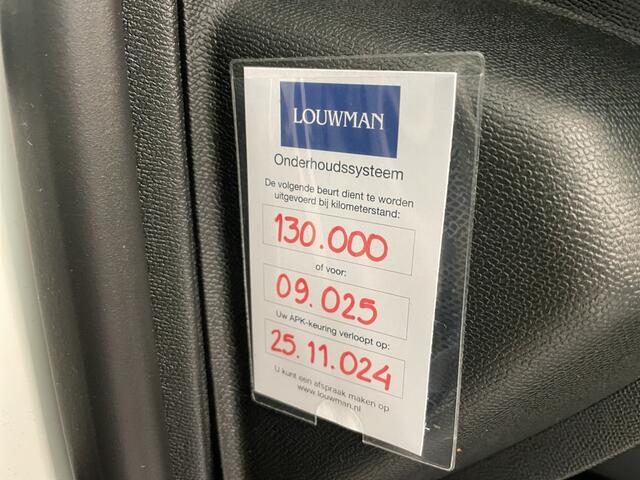 LOUWMAN
Onderhoudssysteem
De volgende beurt dient te worden
uitgevoerd bij kilometerstand:
130.000
of voor:
09.025
Uw APK-keuring verloopt op:
25.11.024
U kunt een afspraak maken op
www.louwman.nl